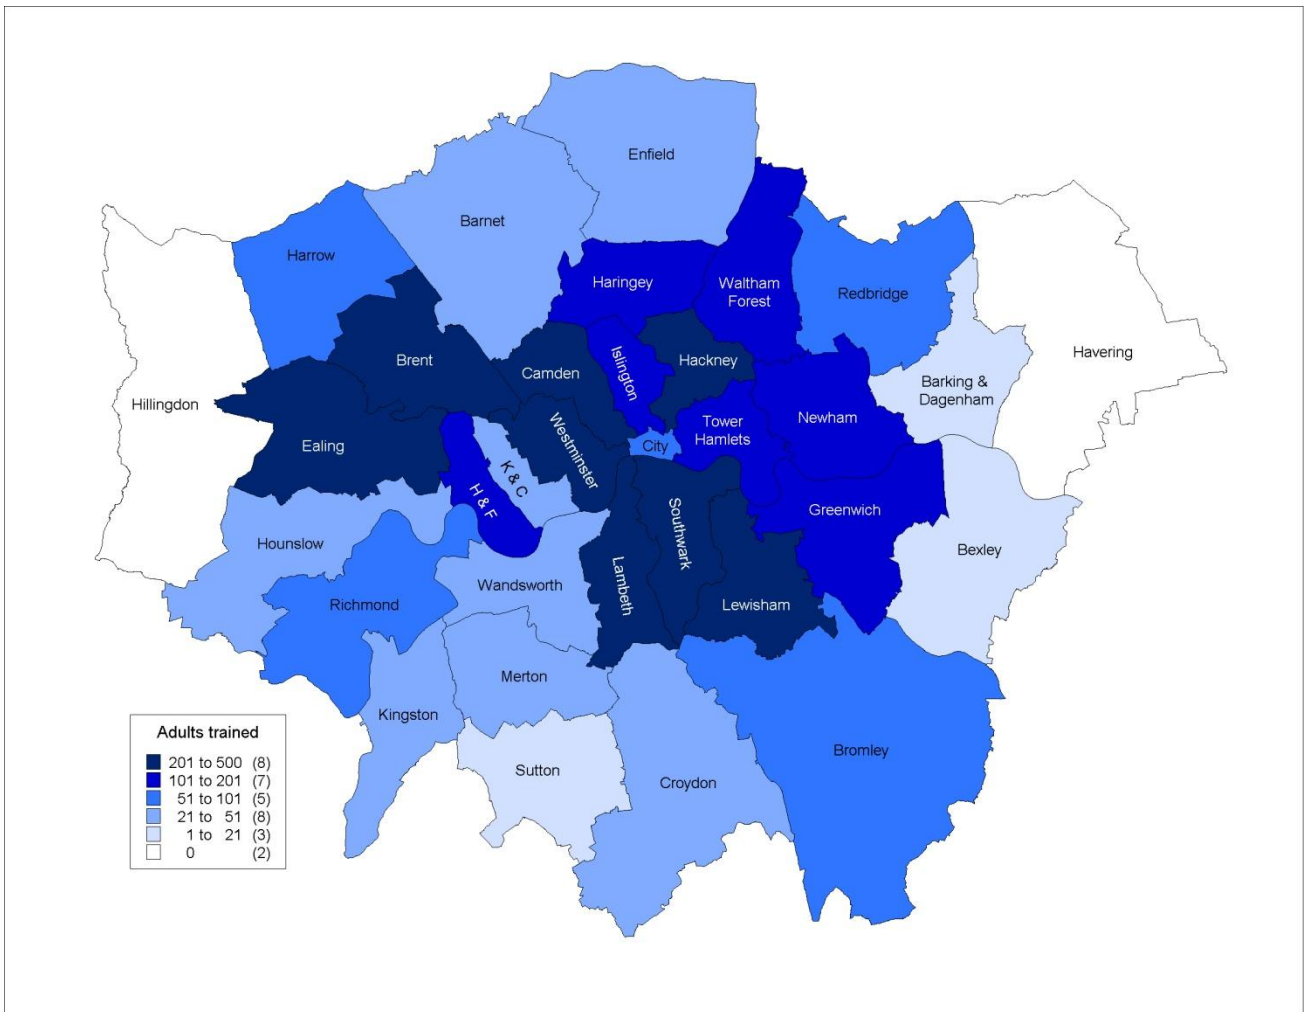 Enfield
Barnet
Harrow
Haringey
Waltham
Forest
Redbridge
Havering
Brent
Camden
Islington
Hackney
Barking &
Dagenham
Hillingdon
Ealing
Westminster
City
Tower
Hamlets
Newham
K & C
H & F
Greenwich
Hounslow
Wandsworth
Lambeth
Southwark
Lewisham
Bexley
Richmond
Merton
Kingston
Sutton
Croydon
Bromley
Adults trained
201 to 500 (8)
101 to 201 (7)
51 to 101 (5)
21 to 51 (8)
1 to 21 (3)
0 (2)